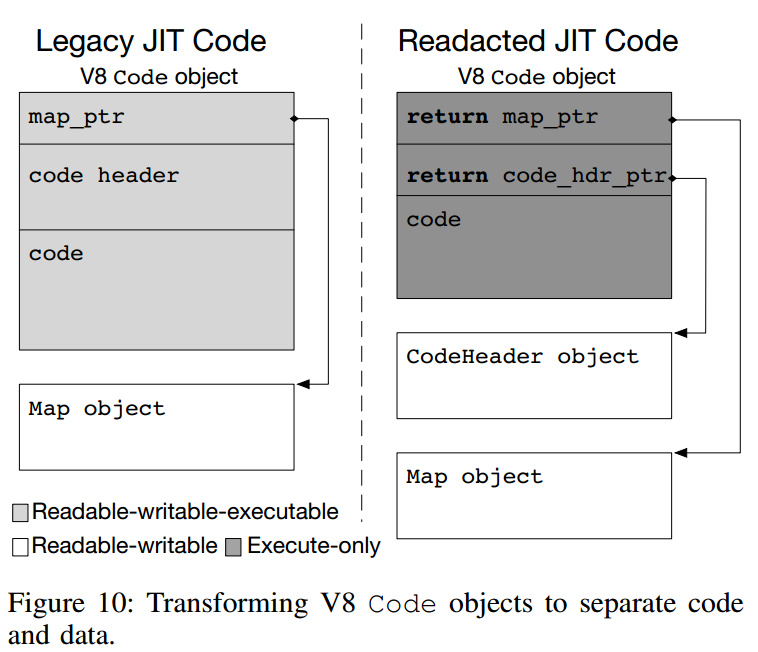 Legacy JIT Code
V8 Code object
map_ptr
code header
code
Map object
Readacted JIT Code
V8 Code object
return map_ptr
return code_hdr_ptr
code
CodeHeader object
Map object
Readable-writable-executable
Readable-writable Execute-only
Figure 10: Transforming V8 Code objects to separate code
and data.